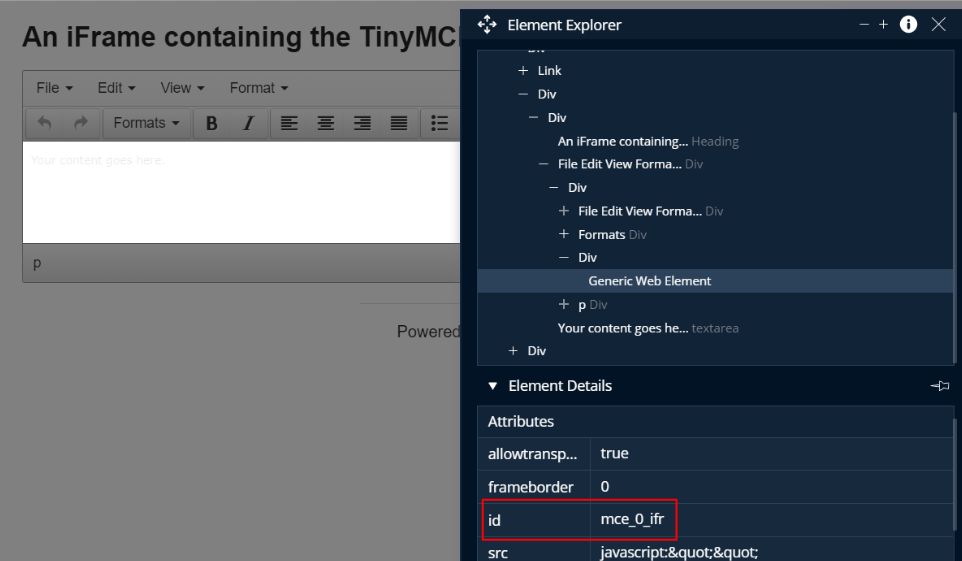 An iFrame containing the TinyMC
File Edit View Format
Formats B I
Your content goes here.
p
Powered
Element Explorer
Div
+ Link
− Div
− Div
An iFrame containing... Heading
− File Edit View Forma... Div
− Div
+ File Edit View Forma... Div
+ Formats Div
− Div
Generic Web Element
+ p Div
Your content goes he... textarea
+ Div
Element Details
Attributes
allowtransp... true
frameborder 0
id mce_0_ifr
src javascript:&quot;&quot;